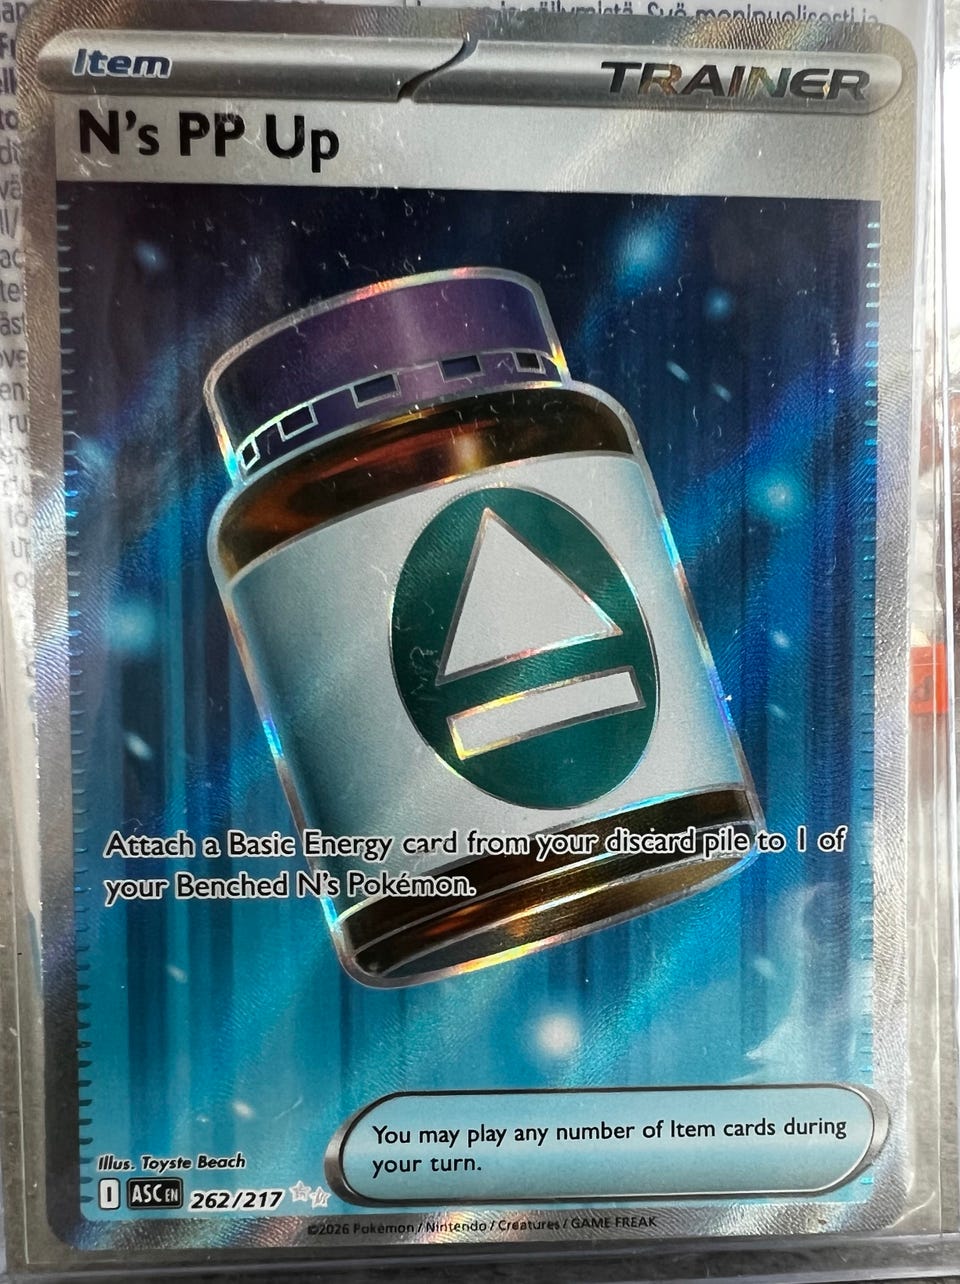 Item
TRAINER
N's PP Up
Attach a Basic Energy card from your discard pile to 1 of
your Benched N's Pokémon.
You may play any number of Item cards during
your turn.
Illus. Toyste Beach
I ASC EN 262/217
©2026 Pokémon / Nintendo / Creatures / GAME FREAK